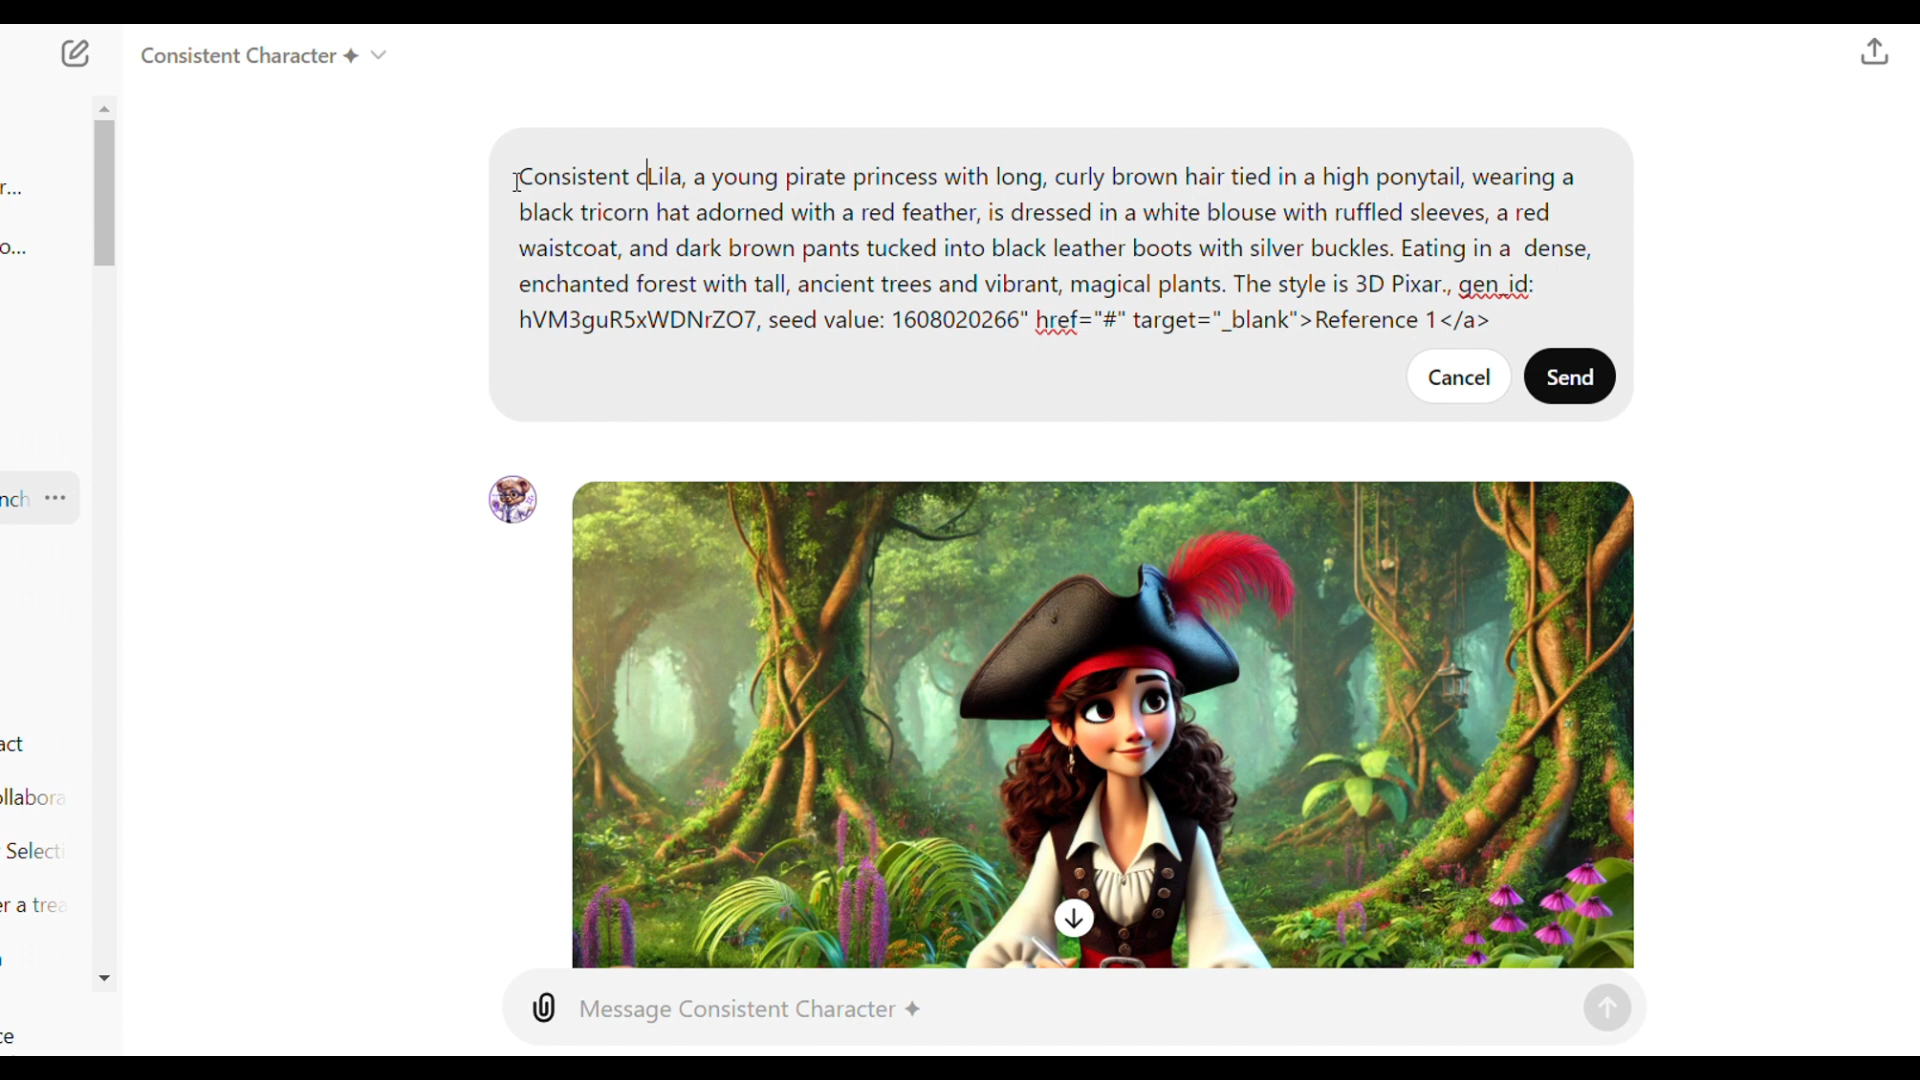 Consistent Character ✦
r...
o...
nch ...
act
ollabora
Selecti
er a trea
ce
Consistent cLila, a young pirate princess with long, curly brown hair tied in a high ponytail, wearing a
black tricorn hat adorned with a red feather, is dressed in a white blouse with ruffled sleeves, a red
waistcoat, and dark brown pants tucked into black leather boots with silver buckles. Eating in a  dense,
enchanted forest with tall, ancient trees and vibrant, magical plants. The style is 3D Pixar., gen_id:
hVM3guR5xWDNrZO7, seed value: 1608020266" href="#" target="_blank">Reference 1</a>
Cancel Send
Message Consistent Character ✦